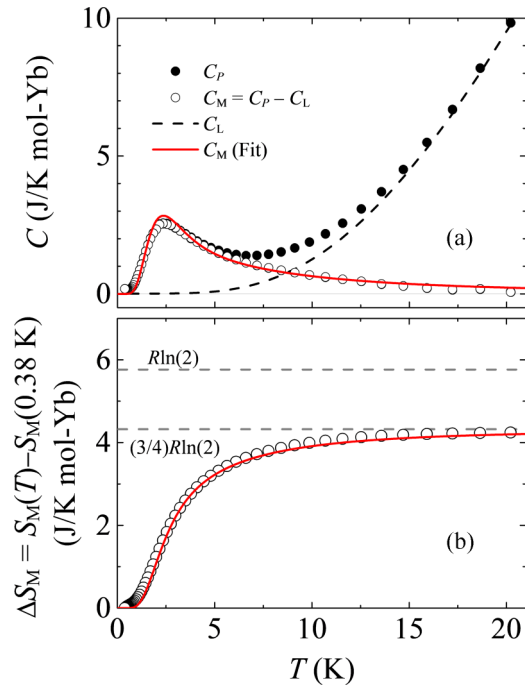 10
5
0
C (J/K mol-Yb)
C_P
C_M = C_P − C_L
C_L
C_M (Fit)
(a)
6
4
2
0
ΔS_M = S_M(T)−S_M(0.38 K)
(J/K mol-Yb)
Rln(2)
(3/4)Rln(2)
(b)
0 5 10 15 20
T (K)